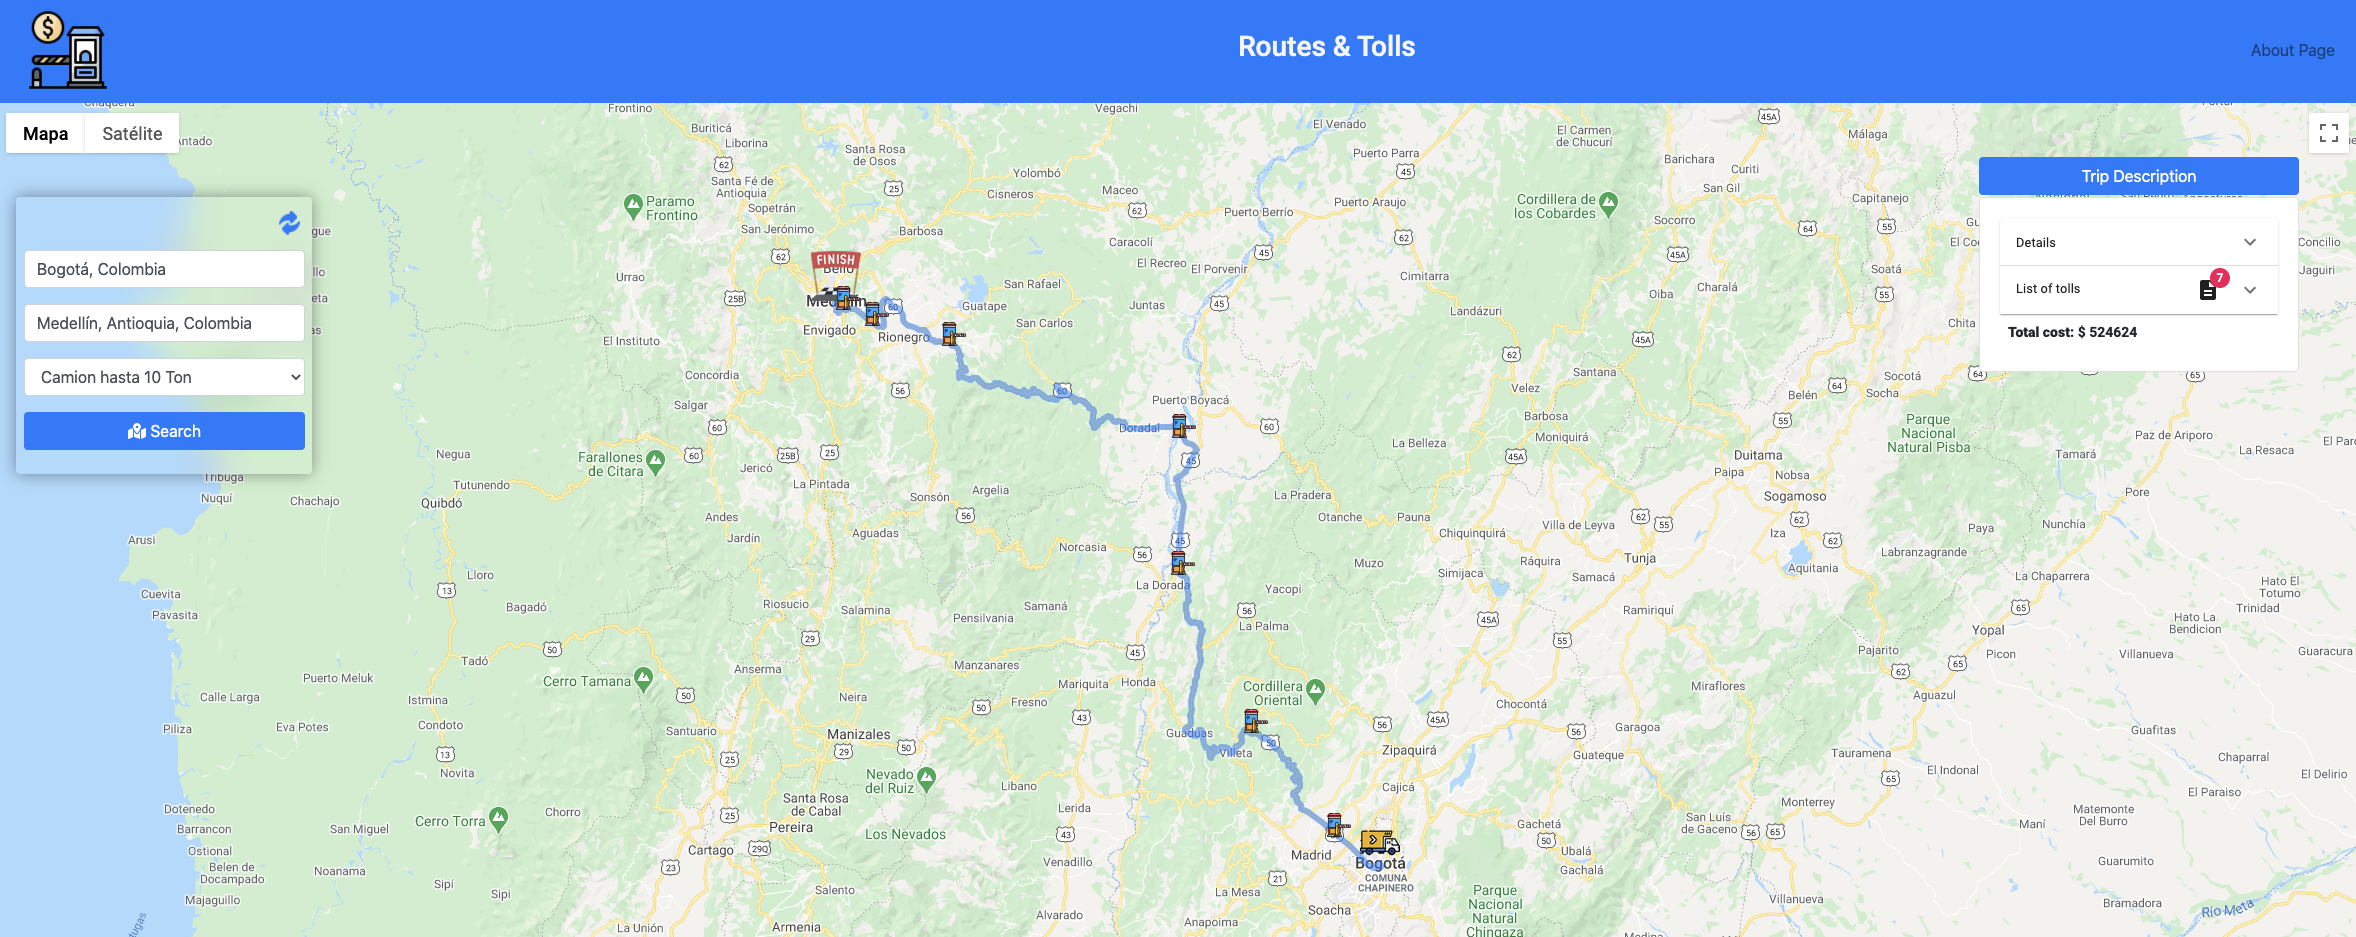 Routes & Tolls
About Page
Mapa
Satélite
Bogotá, Colombia
Medellín, Antioquia, Colombia
Camion hasta 10 Ton
Search
Trip Description
Details
List of tolls
7
Total cost: $ 524624
Frontino
Vegachi
Buriticá
Liborina
El Venado
El Carmen
de Chucurí
Málaga
Santa Rosa
de Osos
Puerto Parra
Barichara
Curití
San Gil
Capitanejo
Yolombó
Santa Fé de
Antioquia
Cisneros
Maceo
Puerto Araujo
Cordillera de
los Cobardes
Paramo
Frontino
Sopetrán
San Jerónimo
Barbosa
Puerto Berrío
Socorro
Concilio
Caracolí
El Recreo
El Porvenir
Cimitarra
Soatá
Jaguiri
FINISH
Bello
Urrao
San Rafael
Guatape
Juntas
Oiba
Charalá
Envigado
Rionegro
San Carlos
Landázuri
Chita
El Instituto
Concordia
Santana
Socotá
Socha
Velez
Belén
Salgar
Puerto Boyacá
Barbosa
Moniquirá
Parque
Nacional
Natural Pisba
Doradal
La Belleza
Duitama
Paz de Ariporo
Negua
Farallones
de Citara
Jericó
Paipa
Nobsa
Tamará
La Resaca
Tribuga
Nuquí
Chachajo
Tutunendo
La Pintada
Sonsón
Argelia
La Pradera
Sogamoso
Pore
Quibdó
Andes
Otanche
Pauna
Villa de Leyva
Nunchía
Arusi
Jardín
Aguadas
Norcasia
Chiquinquirá
Iza
Paya
Labranzagrande
Lloro
La Dorada
Muzo
Simijaca
Ráquira
Tunja
Samacá
Aquitania
La Chaparrera
Cuevita
Pavasita
Bagadó
Riosucio
Salamina
Samaná
Pensilvania
Yacopi
La Palma
Ramiriquí
Hato El
Totumo
Trinidad
La Hato
Bendicion
Yopal
Tadó
Anserma
Manzanares
Pajarito
Picon
Villanueva
Guaracura
Puerto Meluk
Cerro Tamana
Calle Larga
Istmina
Neira
Mariquita
Honda
Cordillera
Oriental
Miraflores
Aguazul
Piliza
Eva Potes
Condoto
Santuario
Manizales
Fresno
Guaduas
Villeta
Chocontá
Garagoa
Guafitas
Zipaquirá
Guateque
Tauramena
Chaparral
Novita
Nevado
del Ruiz
Libano
Cajicá
El Indonal
El Delirio
Dotenedo
Chorro
Santa Rosa
de Cabal
Lerida
Monterrey
El Paraiso
Barrancon
San Miguel
Cerro Torra
Pereira
Los Nevados
Gachetá
San Luís
de Gaceno
Maní
Matemonte
Del Burro
Ostional
Belen de
Docampado
Noanama
Cartago
Venadillo
Madrid
Bogotá
COMUNA
CHAPINERO
Ubalá
Gachalá
Guarumito
Majaguillo
Sipí
Sipi
Salento
La Mesa
Soacha
Parque
Nacional
Natural
Chingaza
Villanueva
Bramadora
Río Meta
La Unión
Armenia
Alvarado
Anapoima